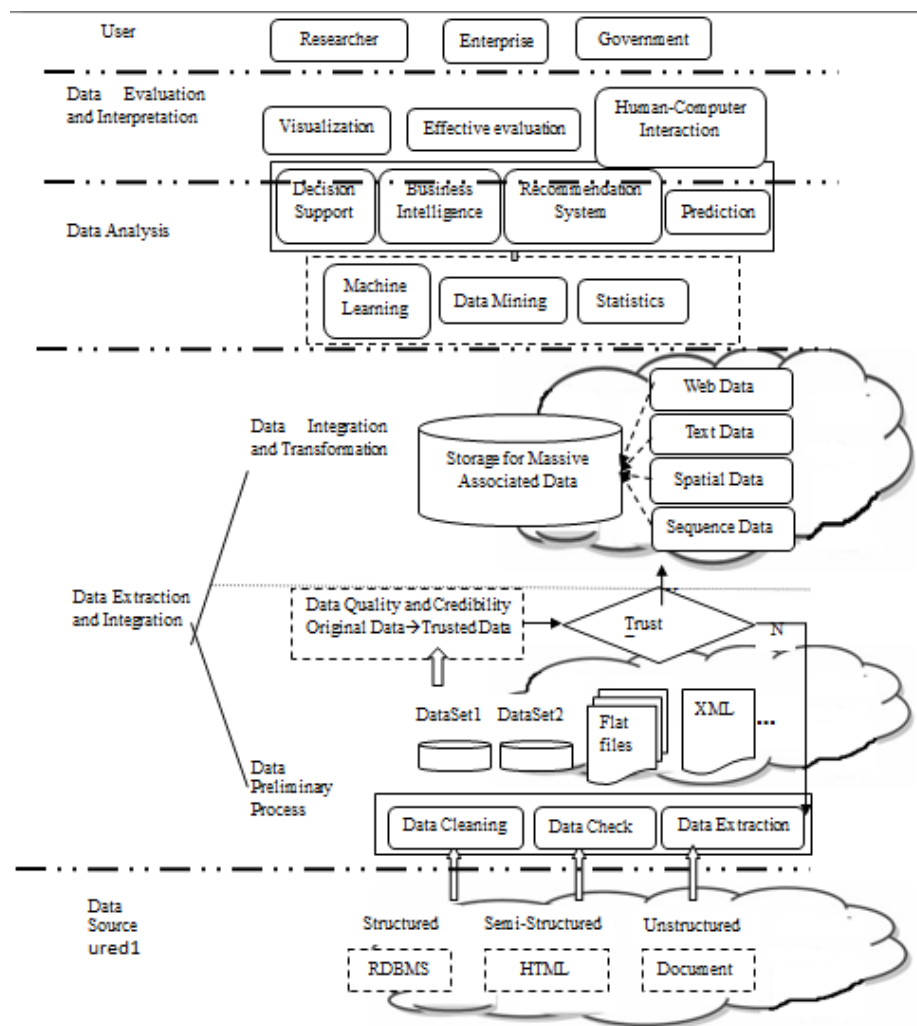 User
Researcher
Enterprise
Government
Data Evaluation
and Interpretation
Visualization
Effective evaluation
Human-Computer
Interaction
Data Analysis
Decision
Support
Business
Intelligence
Recommendation
System
Prediction
Machine
Learning
Data Mining
Statistics
Data Extraction
and Integration
Data Integration
and Transformation
Storage for Massive
Associated Data
Web Data
Text Data
Spatial Data
Sequence Data
Data Quality and Credibility
Original Data→Trusted Data
Trust
N
DataSet1
DataSet2
Flat
files
XML
...
Data
Preliminary
Process
Data Cleaning
Data Check
Data Extraction
Data
Source
ured1
Structured
Semi-Structured
Unstructured
RDBMS
HTML
Document